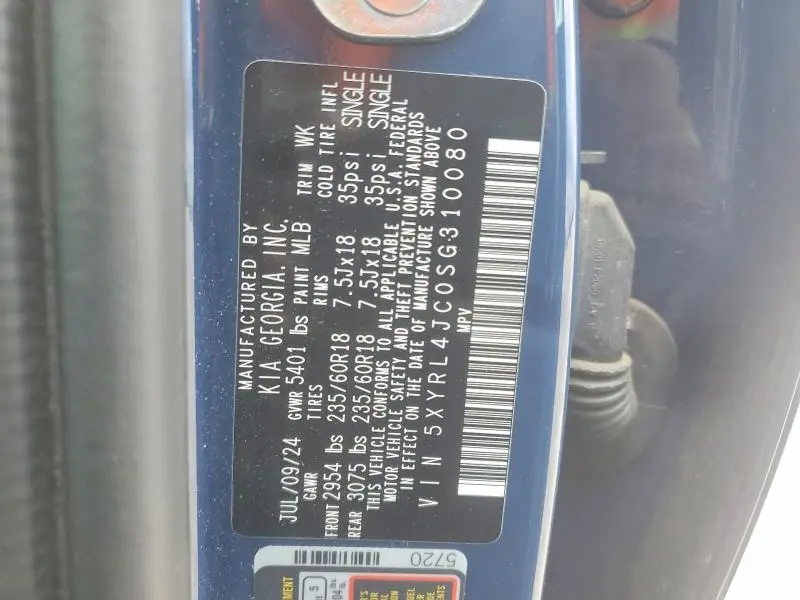 MANUFACTURED BY
KIA GEORGIA, INC.
JUL/09/24 GVWR 5401 lbs PAINT MLB TRIM WK
GAWR TIRES RIMS COLD TIRE INFL
FRONT 2954 lbs 235/60R18 7.5Jx18 35psi SINGLE
REAR 3075 lbs 235/60R18 7.5Jx18 35psi SINGLE
THIS VEHICLE CONFORMS TO ALL APPLICABLE U.S.A. FEDERAL
MOTOR VEHICLE SAFETY AND THEFT PREVENTION STANDARDS
IN EFFECT ON THE DATE OF MANUFACTURE SHOWN ABOVE
VIN 5XYRL4JC0SG310080
MPV
5720